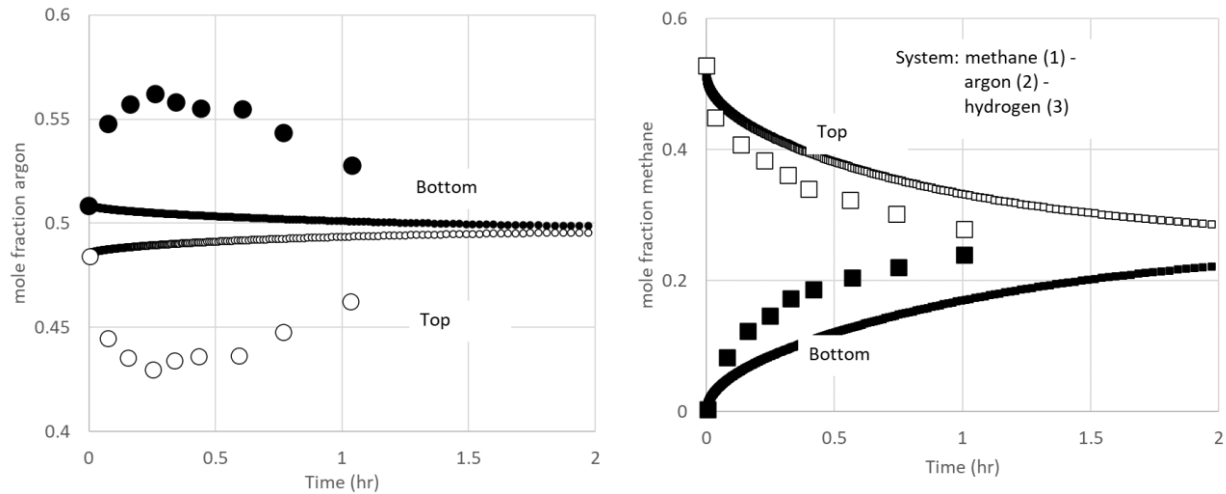 0.6
0.55
0.5
0.45
0.4
mole fraction argon
Bottom
Top
0 0.5 1 1.5 2
Time (hr)
0.6
0.4
0.2
0
mole fraction methane
System: methane (1) -
argon (2) -
hydrogen (3)
Top
Bottom
0 0.5 1 1.5 2
Time (hr)